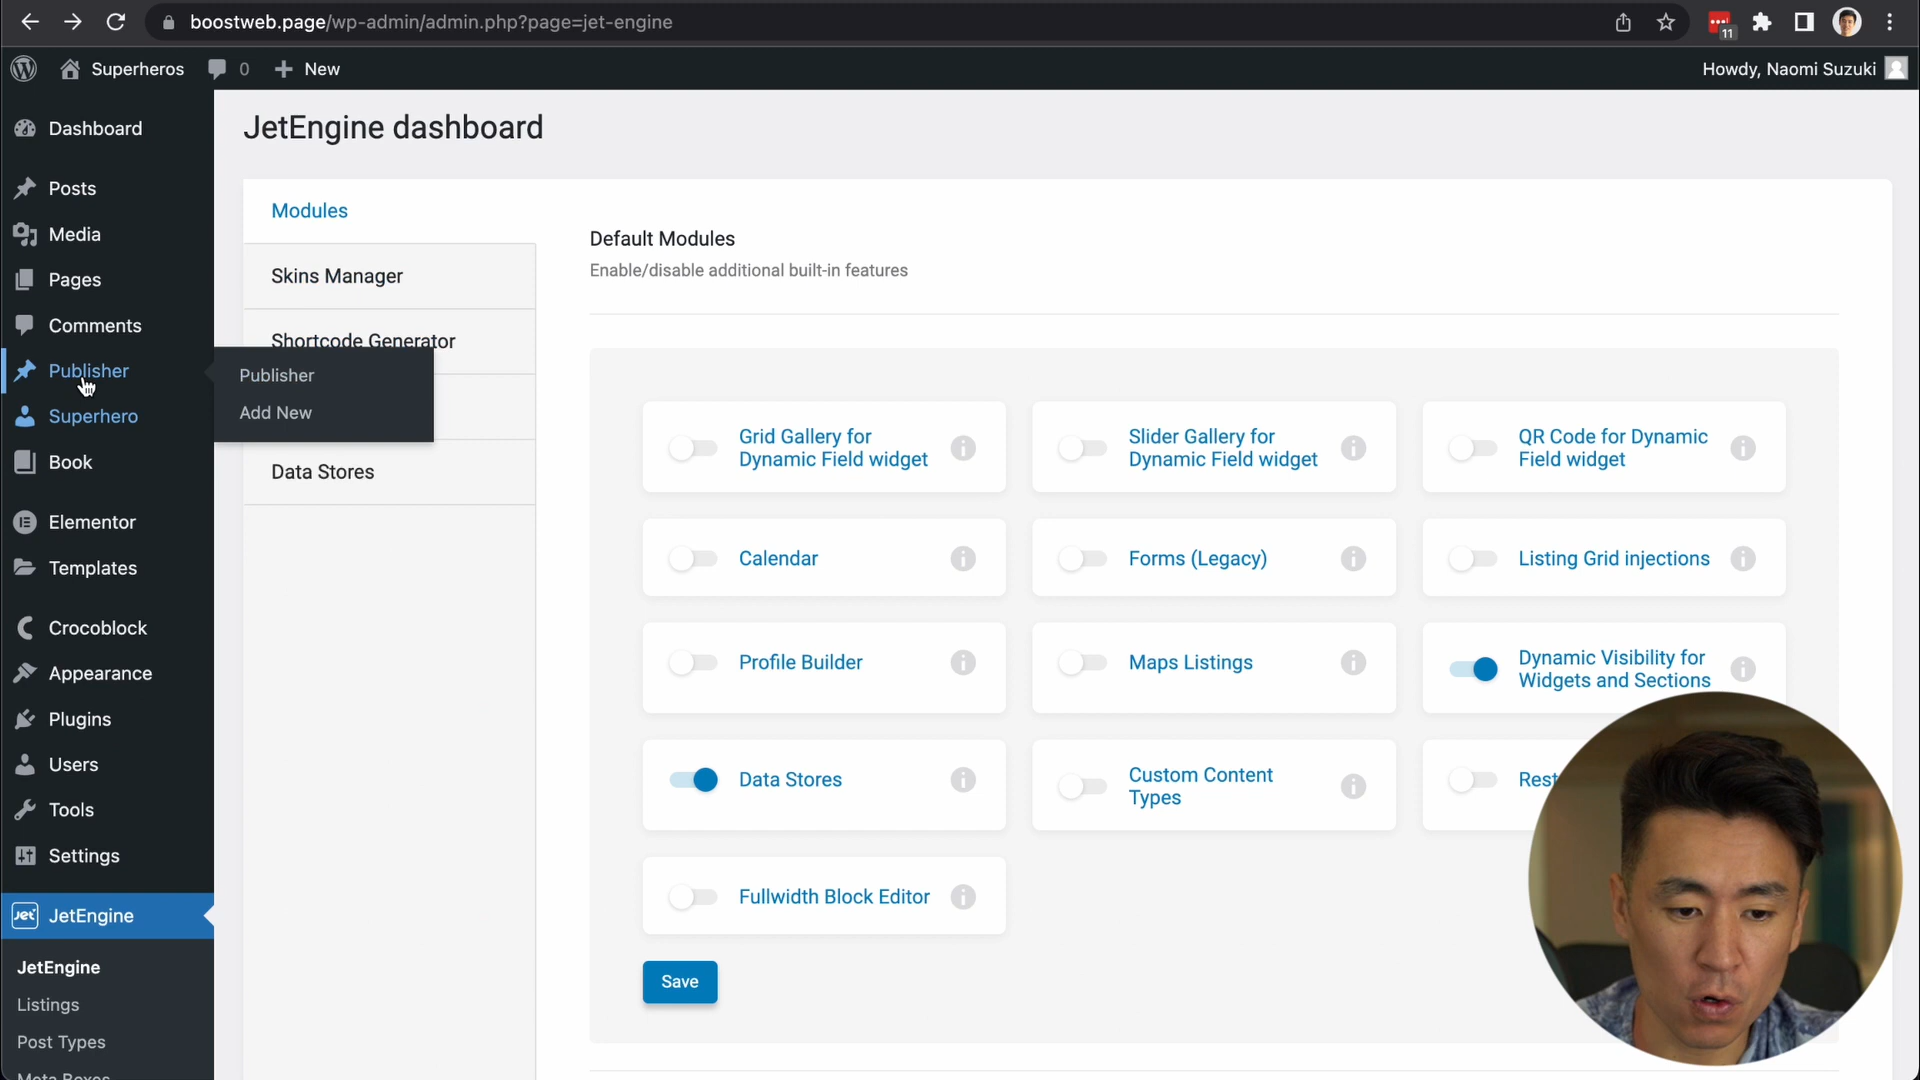 boostweb.page/wp-admin/admin.php?page=jet-engine
11
Superheros
0
New
Howdy, Naomi Suzuki
Dashboard
Posts
Media
Pages
Comments
Publisher
Superhero
Book
Elementor
Templates
Crocoblock
Appearance
Plugins
Users
Tools
Settings
Jet
JetEngine
JetEngine
Listings
Post Types
Meta Boxes
Publisher
Add New
JetEngine dashboard
Modules
Skins Manager
Shortcode Generator
Data Stores
Default Modules
Enable/disable additional built-in features
Grid Gallery for
Dynamic Field widget
Slider Gallery for
Dynamic Field widget
QR Code for Dynamic
Field widget
Calendar
Forms (Legacy)
Listing Grid injections
Profile Builder
Maps Listings
Dynamic Visibility for
Widgets and Sections
Data Stores
Custom Content
Types
Rest
Fullwidth Block Editor
Save